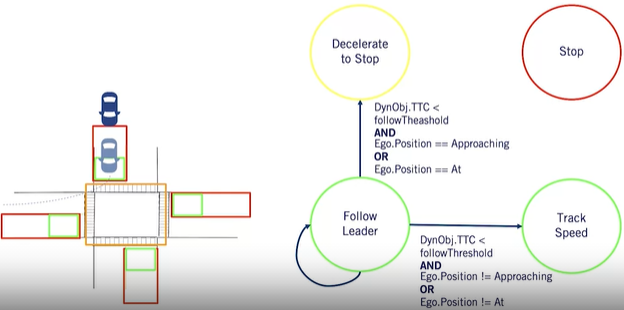 Decelerate
to Stop
Stop
DynObj.TTC <
followTheashold
AND
Ego.Position == Approaching
OR
Ego.Position == At
Follow
Leader
Track
Speed
DynObj.TTC <
followThreshold
AND
Ego.Position != Approaching
OR
Ego.Position != At